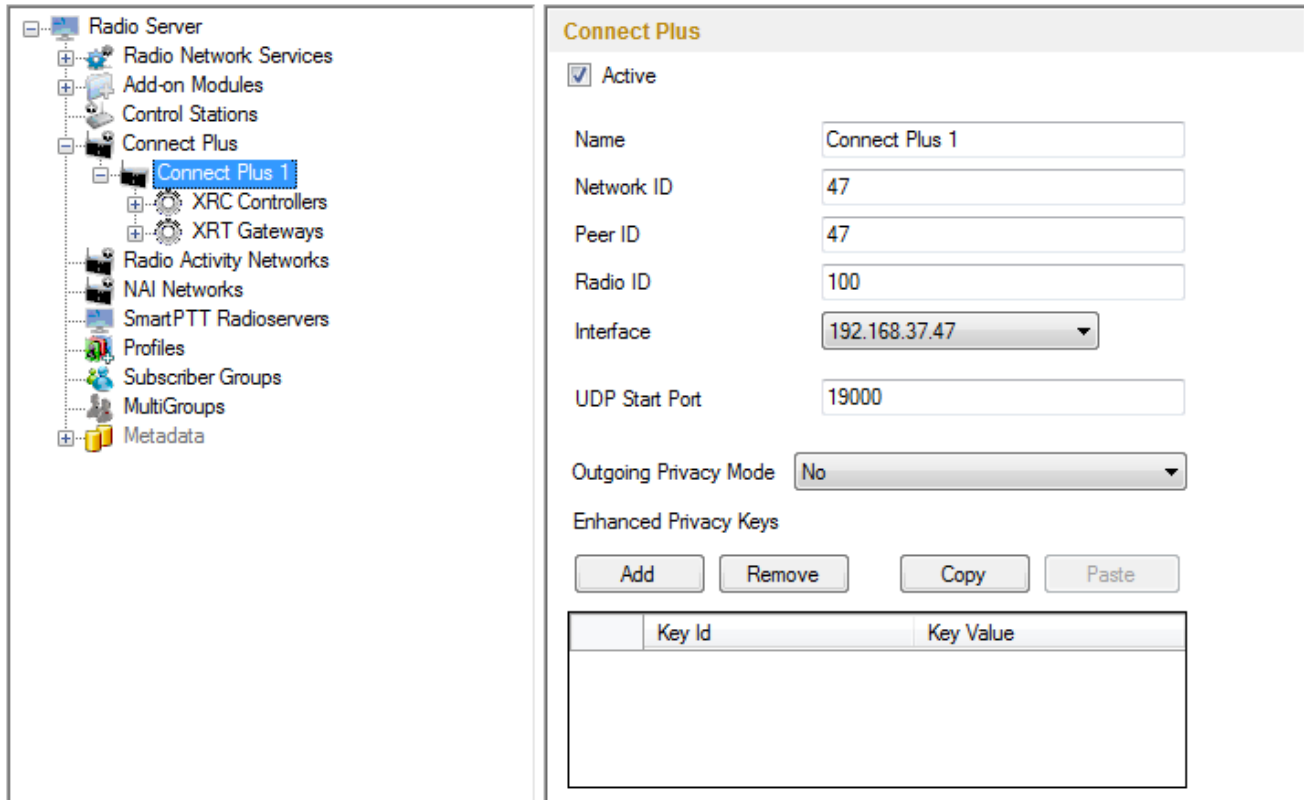 Radio Server
Radio Network Services
Add-on Modules
Control Stations
Connect Plus
Connect Plus 1
XRC Controllers
XRT Gateways
Radio Activity Networks
NAI Networks
SmartPTT Radioservers
Profiles
Subscriber Groups
MultiGroups
Metadata
Connect Plus
Active
Name Connect Plus 1
Network ID 47
Peer ID 47
Radio ID 100
Interface 192.168.37.47
UDP Start Port 19000
Outgoing Privacy Mode No
Enhanced Privacy Keys
Add Remove Copy Paste
Key Id Key Value